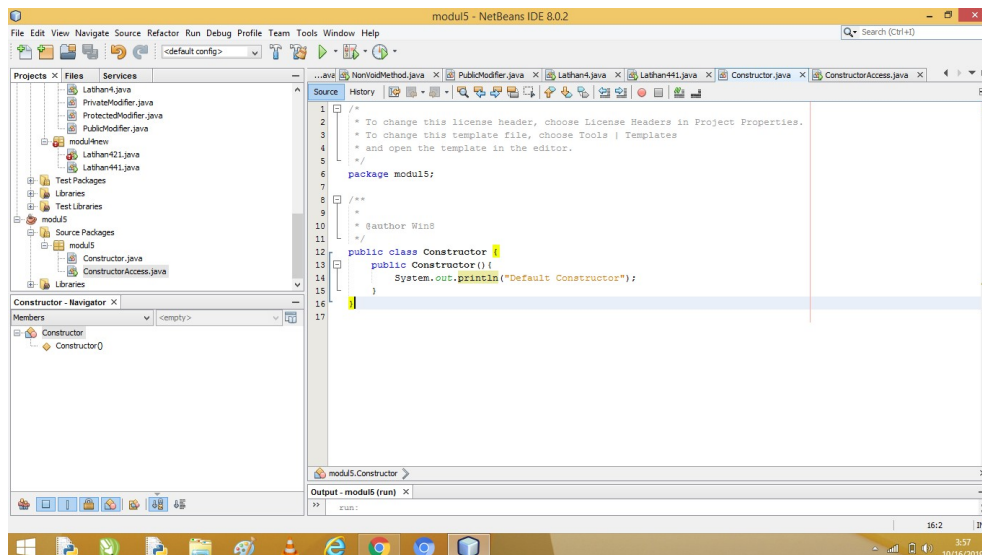 modul5 - NetBeans IDE 8.0.2
File Edit View Navigate Source Refactor Run Debug Profile Team Tools Window Help
Search (Ctrl+I)
<default config>
Projects Files Services
Latihan4.java
PrivateModifier.java
ProtectedModifier.java
PublicModifier.java
modul4new
Latihan421.java
Latihan441.java
Test Packages
Libraries
Test Libraries
modul5
Source Packages
modul5
Constructor.java
ConstructorAccess.java
Libraries
Constructor - Navigator
Members <empty>
Constructor
Constructor()
...ava NonVoidMethod.java PublicModifier.java Latihan4.java Latihan441.java Constructor.java ConstructorAccess.java
Source History
1 /*
2 * To change this license header, choose License Headers in Project Properties.
3 * To change this template file, choose Tools | Templates
4 * and open the template in the editor.
5 */
6 package modul5;
7
8 /**
9 *
10 * @author Win8
11 */
12 public class Constructor {
13 public Constructor(){
14 System.out.println("Default Constructor");
15 }
16 }
17
modul5.Constructor
Output - modul5 (run)
run:
16:2
3:57